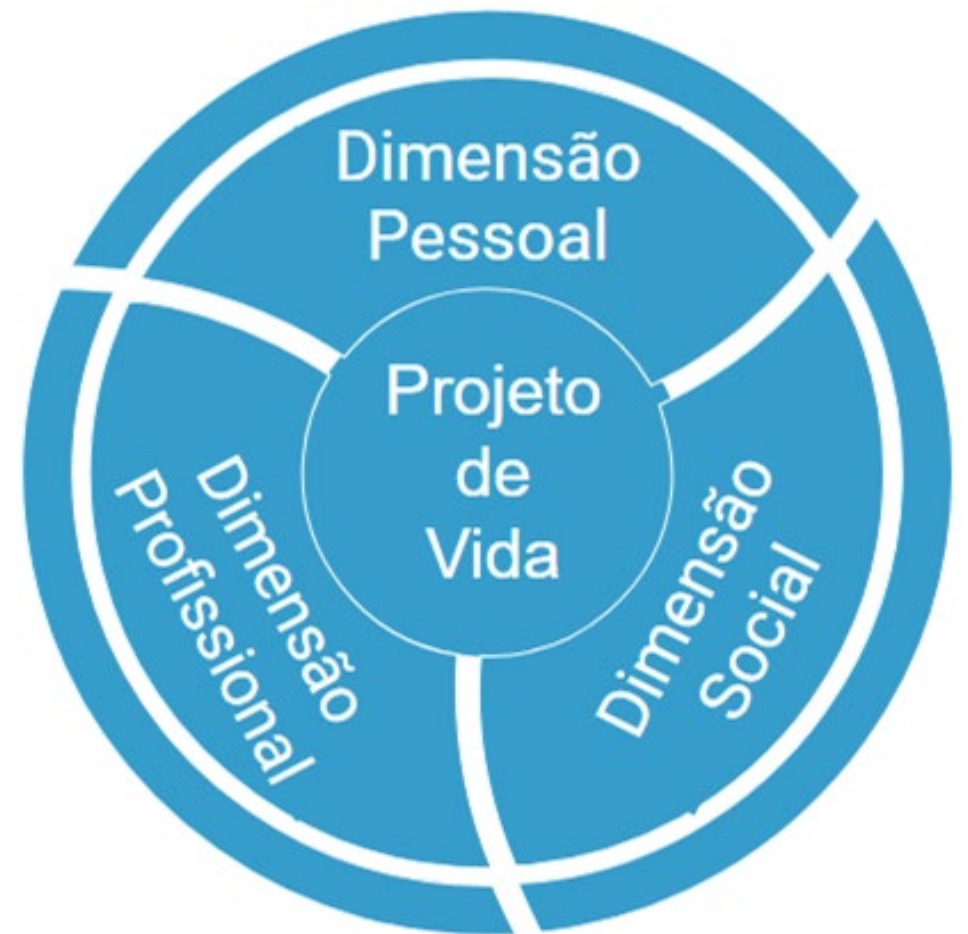 Dimensão
Pessoal
Projeto
de
Vida
Dimensão
Profissional
Dimensão
Social